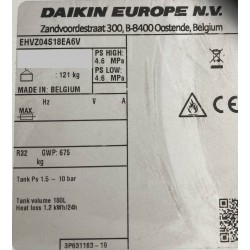 DAIKIN EUROPE N.V.
Zandvoordestraat 300, B-8400 Oostende, Belgium
EHVZ04S18EA6V
PS HIGH:
4.6 MPa
PS LOW:
4.6 MPa
: 121 kg
MADE IN: BELGIUM
Hz V
MAX. A
R32 GWP: 675
kg
Tank Ps 1.5 - 10 bar
Tank volume 180L
Heat loss 1.2 kWh/24h
3P631163-19